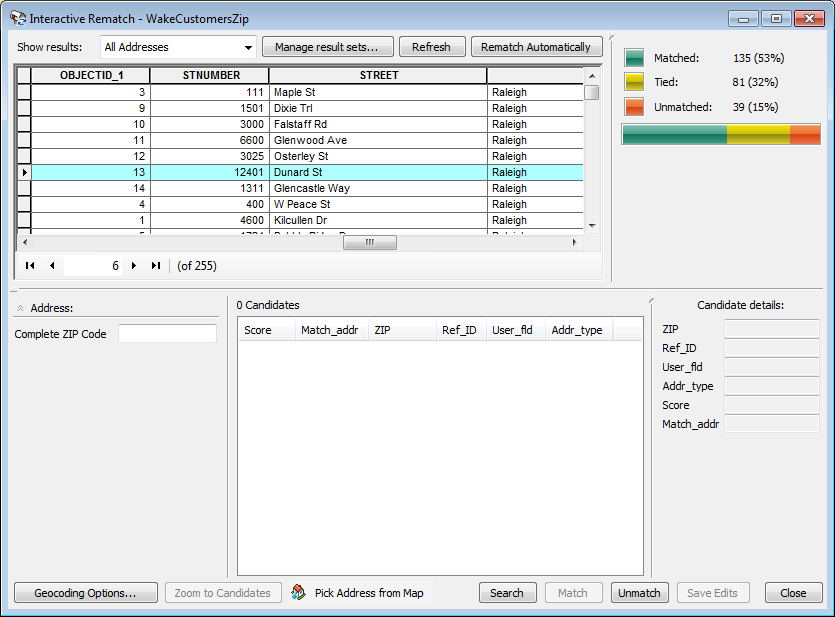 Interactive Rematch - WakeCustomersZip
Show results: All Addresses Manage result sets... Refresh Rematch Automatically
OBJECTID_1 STNUMBER STREET
3 111 Maple St Raleigh
9 1501 Dixie Trl Raleigh
10 3000 Falstaff Rd Raleigh
11 6600 Glenwood Ave Raleigh
12 3025 Osterley St Raleigh
13 12401 Dunard St Raleigh
14 1311 Glencastle Way Raleigh
4 400 W Peace St Raleigh
1 4600 Kilcullen Dr Raleigh
6 (of 255)
Matched: 135 (53%)
Tied: 81 (32%)
Unmatched: 39 (15%)
Address:
Complete ZIP Code
0 Candidates
Score Match_addr ZIP Ref_ID User_fld Addr_type
Candidate details:
ZIP
Ref_ID
User_fld
Addr_type
Score
Match_addr
Geocoding Options... Zoom to Candidates Pick Address from Map Search Match Unmatch Save Edits Close